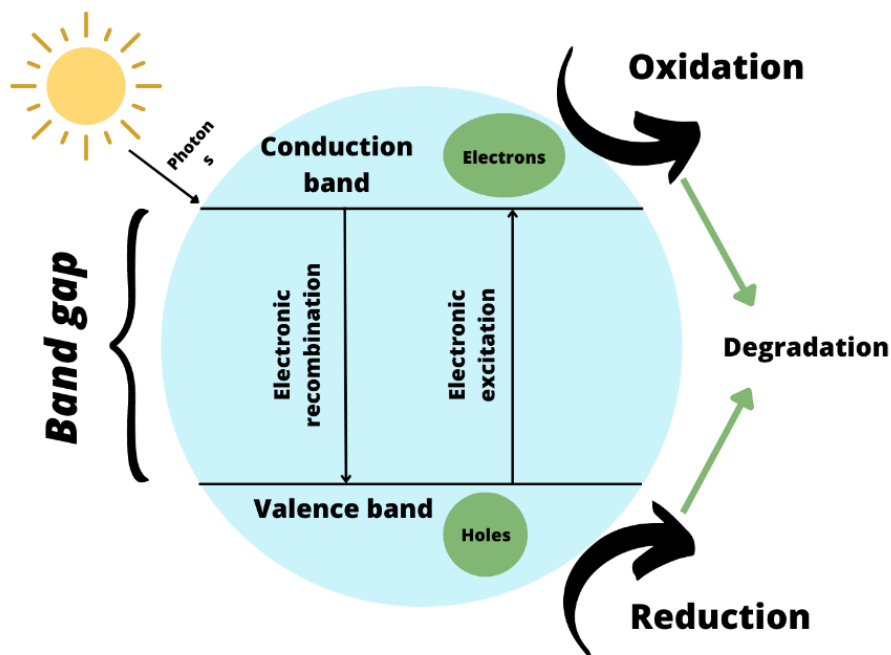 Oxidation
Photon
s
Conduction
band
Electrons
Band gap
Electronic
recombination
Electronic
excitation
Degradation
Valence band
Holes
Reduction